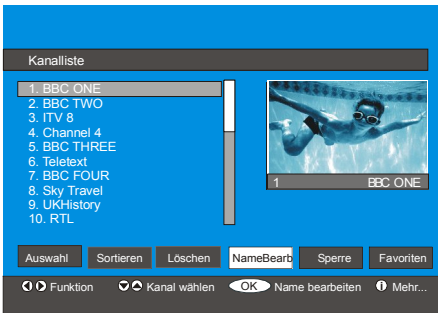 Kanalliste
1. BBC ONE
2. BBC TWO
3. ITV 8
4. Channel 4
5. BBC THREE
6. Teletext
7. BBC FOUR
8. Sky Travel
9. UKHistory
10. RTL
1 BBC ONE
Auswahl Sortieren Löschen NameBearb Sperre Favoriten
Funktion Kanal wählen OK Name bearbeiten i Mehr...